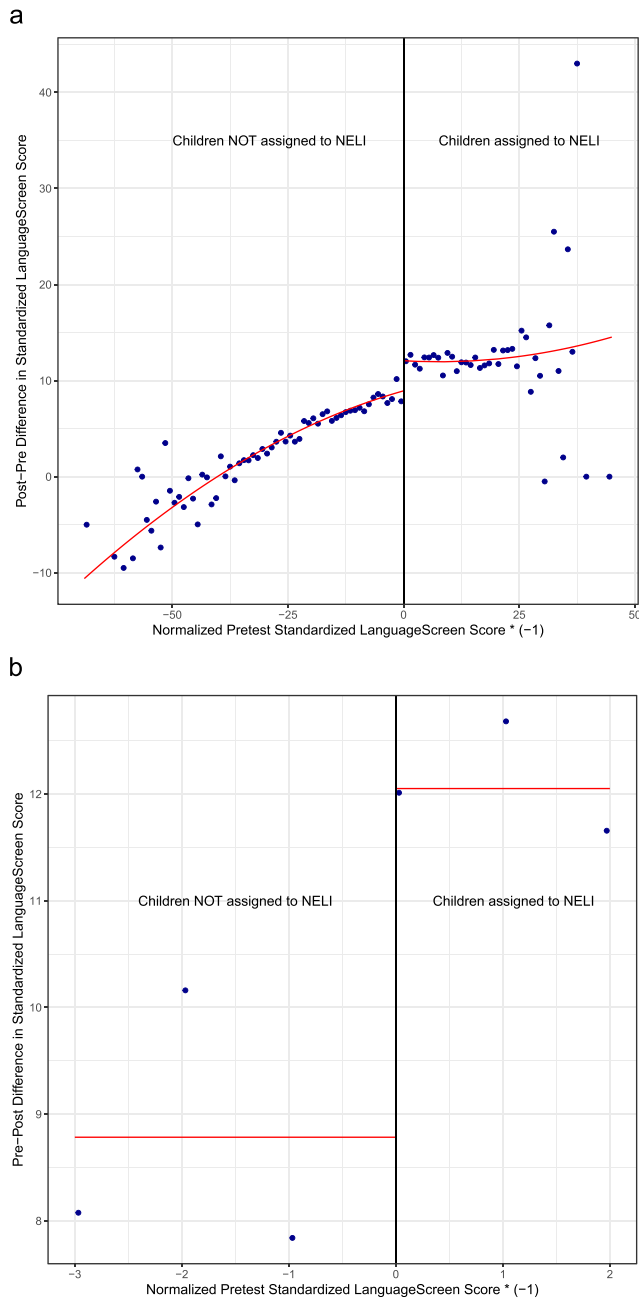 a
Post−Pre Difference in Standardized LanguageScreen Score
40
30
20
10
0
−10
Children NOT assigned to NELI
Children assigned to NELI
−50
−25
0
25
50
Normalized Pretest Standardized LanguageScreen Score * (−1)
b
Pre−Post Difference in Standardized LanguageScreen Score
12
11
10
9
8
Children NOT assigned to NELI
Children assigned to NELI
−3
−2
−1
0
1
2
Normalized Pretest Standardized LanguageScreen Score * (−1)